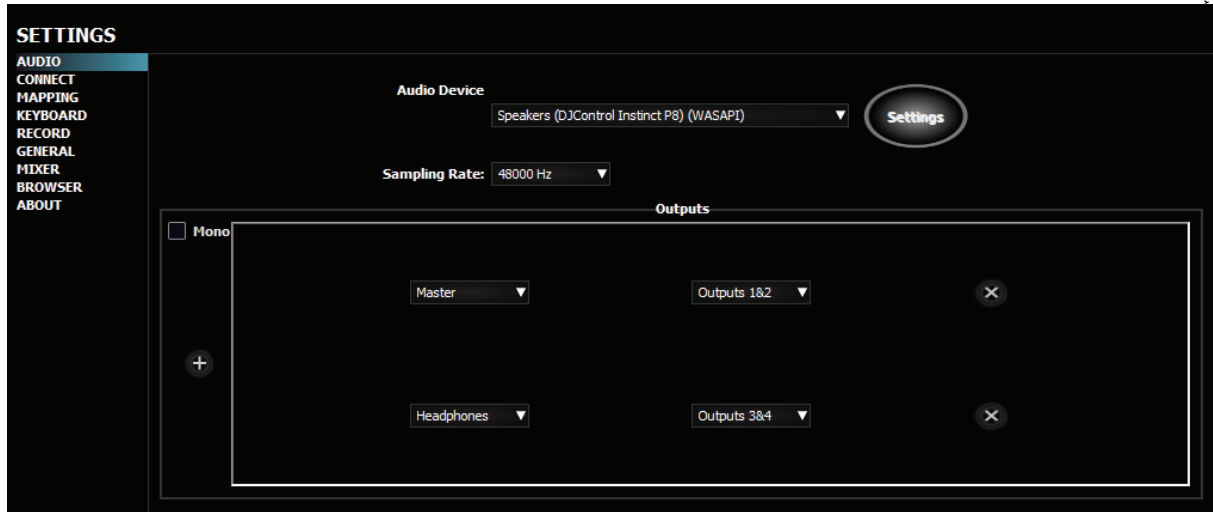 SETTINGS
AUDIO
CONNECT
MAPPING
KEYBOARD
RECORD
GENERAL
MIXER
BROWSER
ABOUT
Audio Device
Speakers (DJControl Instinct P8) (WASAPI)
Settings
Sampling Rate: 48000 Hz
Outputs
Mono
Master Outputs 1&2
Headphones Outputs 3&4